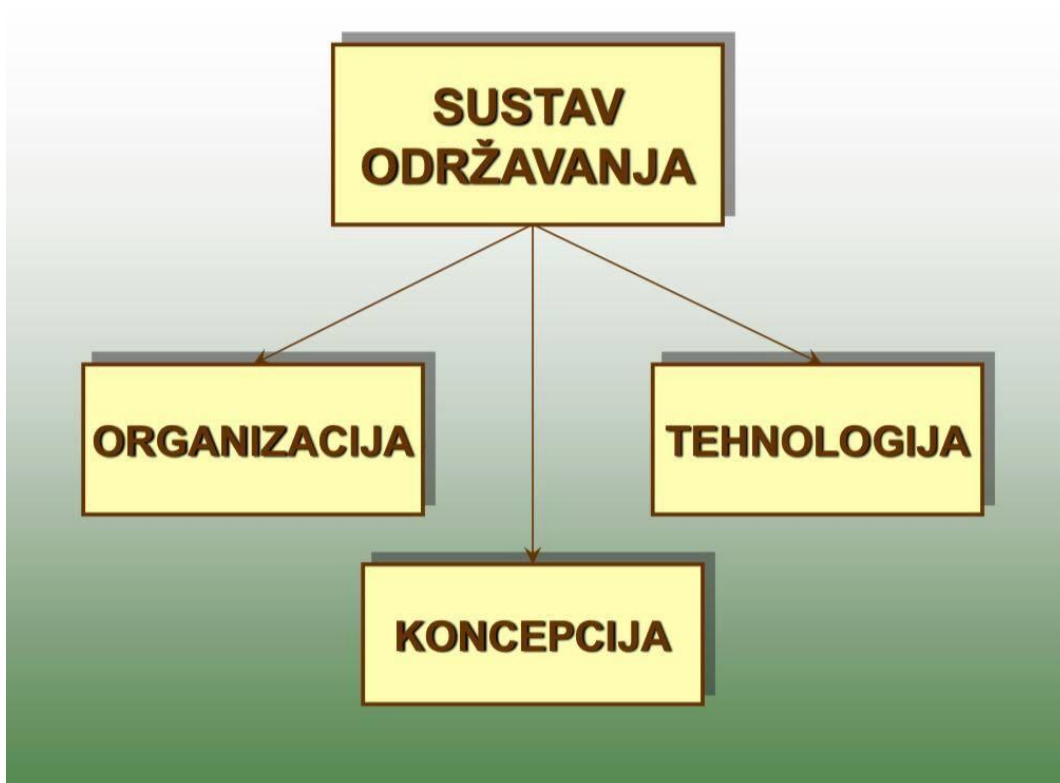 SUSTAV
ODRŽAVANJA
ORGANIZACIJA
TEHNOLOGIJA
KONCEPCIJA